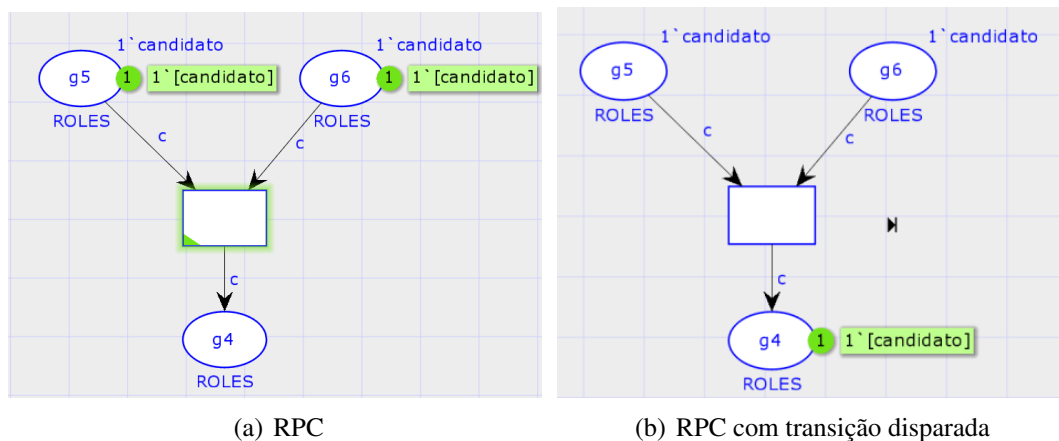 1`candidato
1`candidato
g5
1
1`[candidato]
g6
1
1`[candidato]
ROLES
ROLES
c
c
c
g4
ROLES
(a) RPC
1`candidato
1`candidato
g5
g6
ROLES
ROLES
c
c
c
g4
1
1`[candidato]
ROLES
(b) RPC com transição disparada